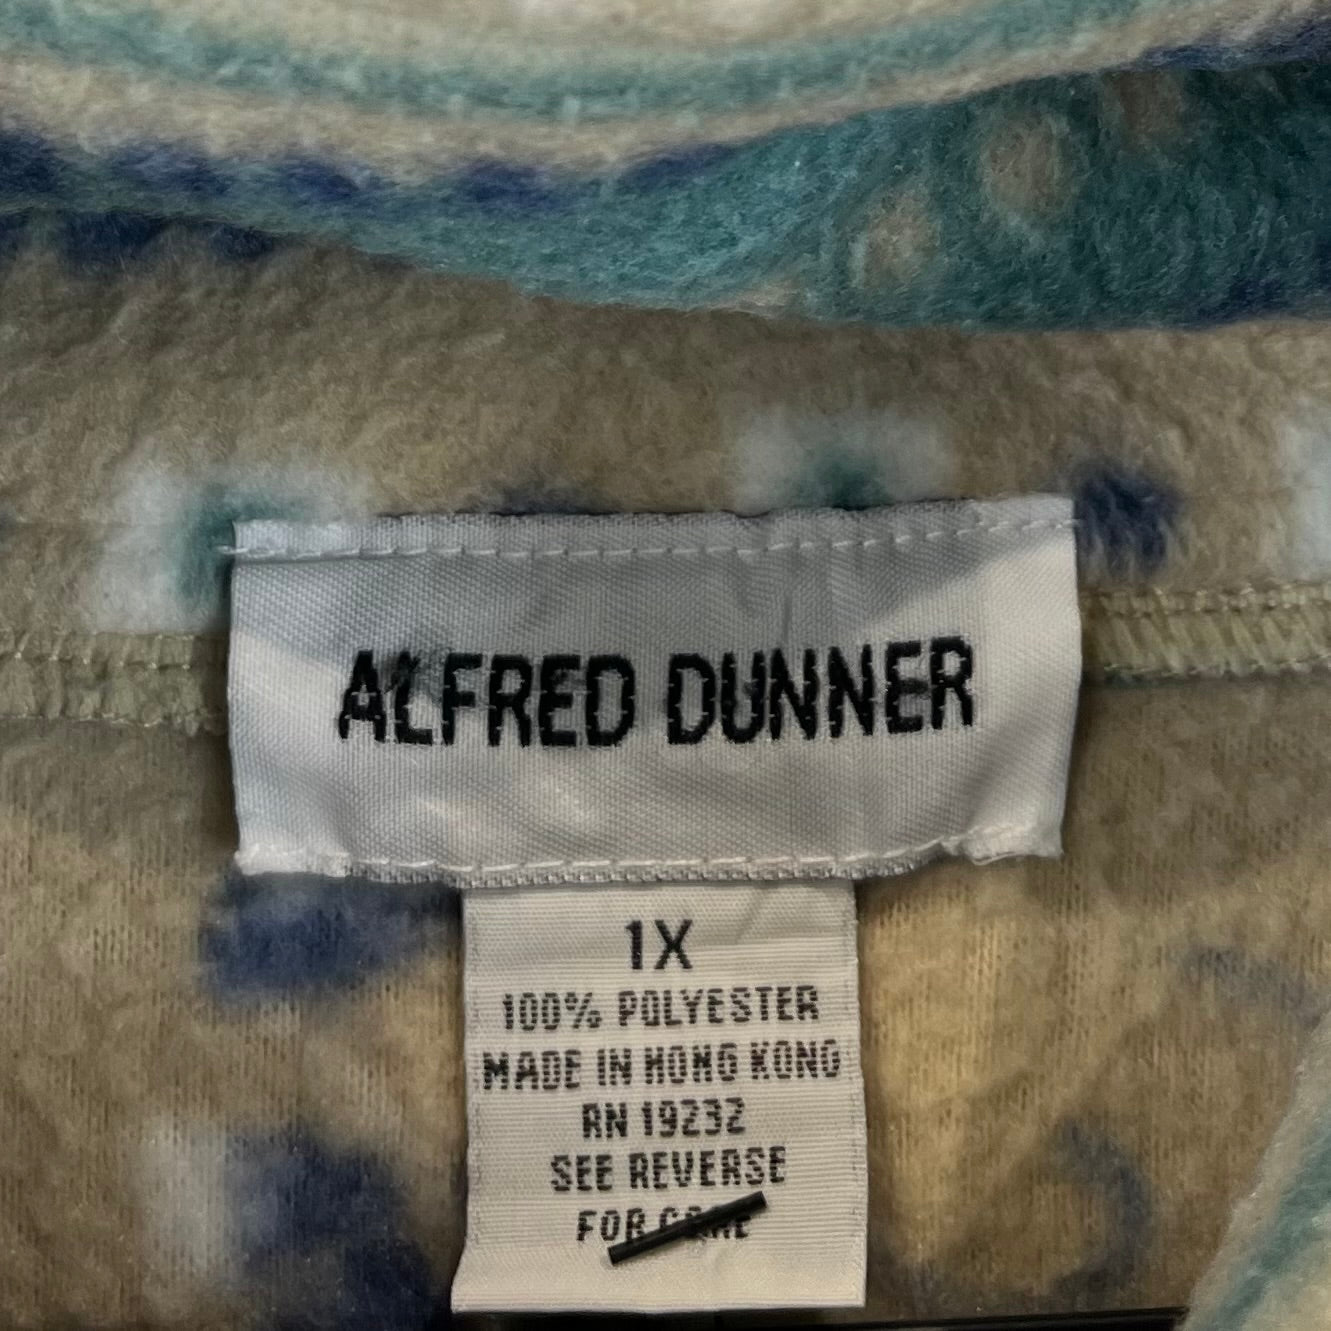 ALFRED DUNNER
1X
100% POLYESTER
MADE IN HONG KONG
RN 19232
SEE REVERSE
FOR